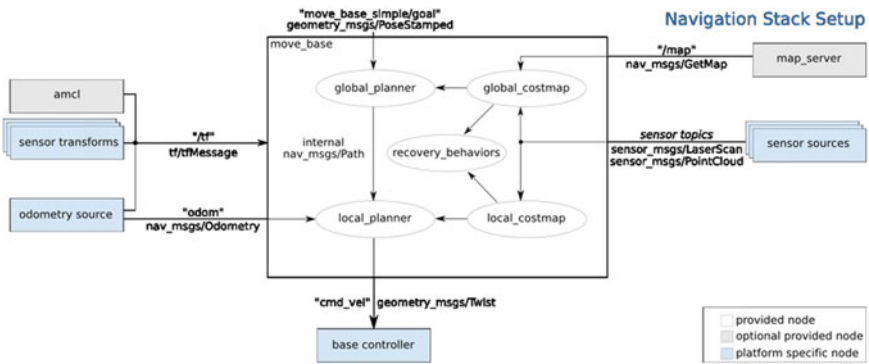 "move_base_simple/goal"
geometry_msgs/PoseStamped
Navigation Stack Setup
move_base
"/map"
nav_msgs/GetMap
map_server
amcl
global_planner
global_costmap
sensor transforms
"/tf"
tf/tfMessage
internal
nav_msgs/Path
recovery_behaviors
sensor topics
sensor_msgs/LaserScan
sensor_msgs/PointCloud
sensor sources
odometry source
"odom"
nav_msgs/Odometry
local_planner
local_costmap
"cmd_vel" geometry_msgs/Twist
base controller
provided node
optional provided node
platform specific node